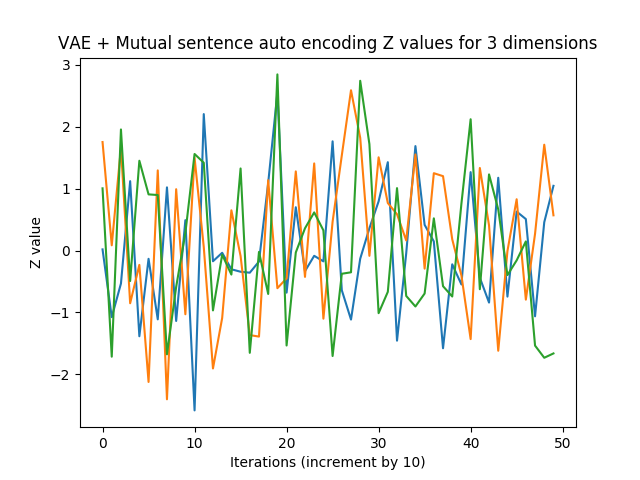 VAE + Mutual sentence auto encoding Z values for 3 dimensions
3
2
1
0
−1
−2
Z value
0 10 20 30 40 50
Iterations (increment by 10)